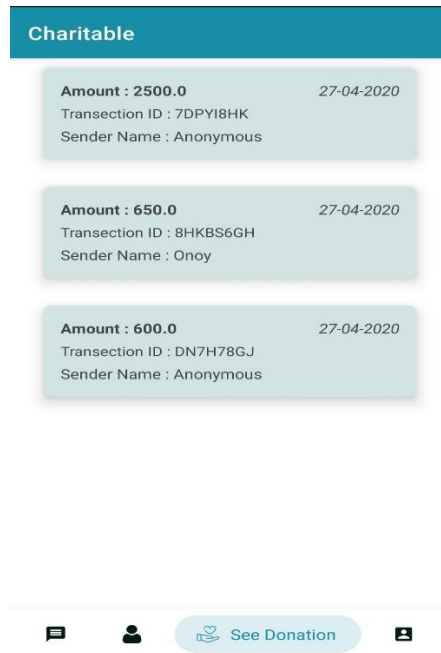 Charitable
Amount : 2500.0 27-04-2020
Transection ID : 7DPYI8HK
Sender Name : Anonymous
Amount : 650.0 27-04-2020
Transection ID : 8HKBS6GH
Sender Name : Onoy
Amount : 600.0 27-04-2020
Transection ID : DN7H78GJ
Sender Name : Anonymous
See Donation